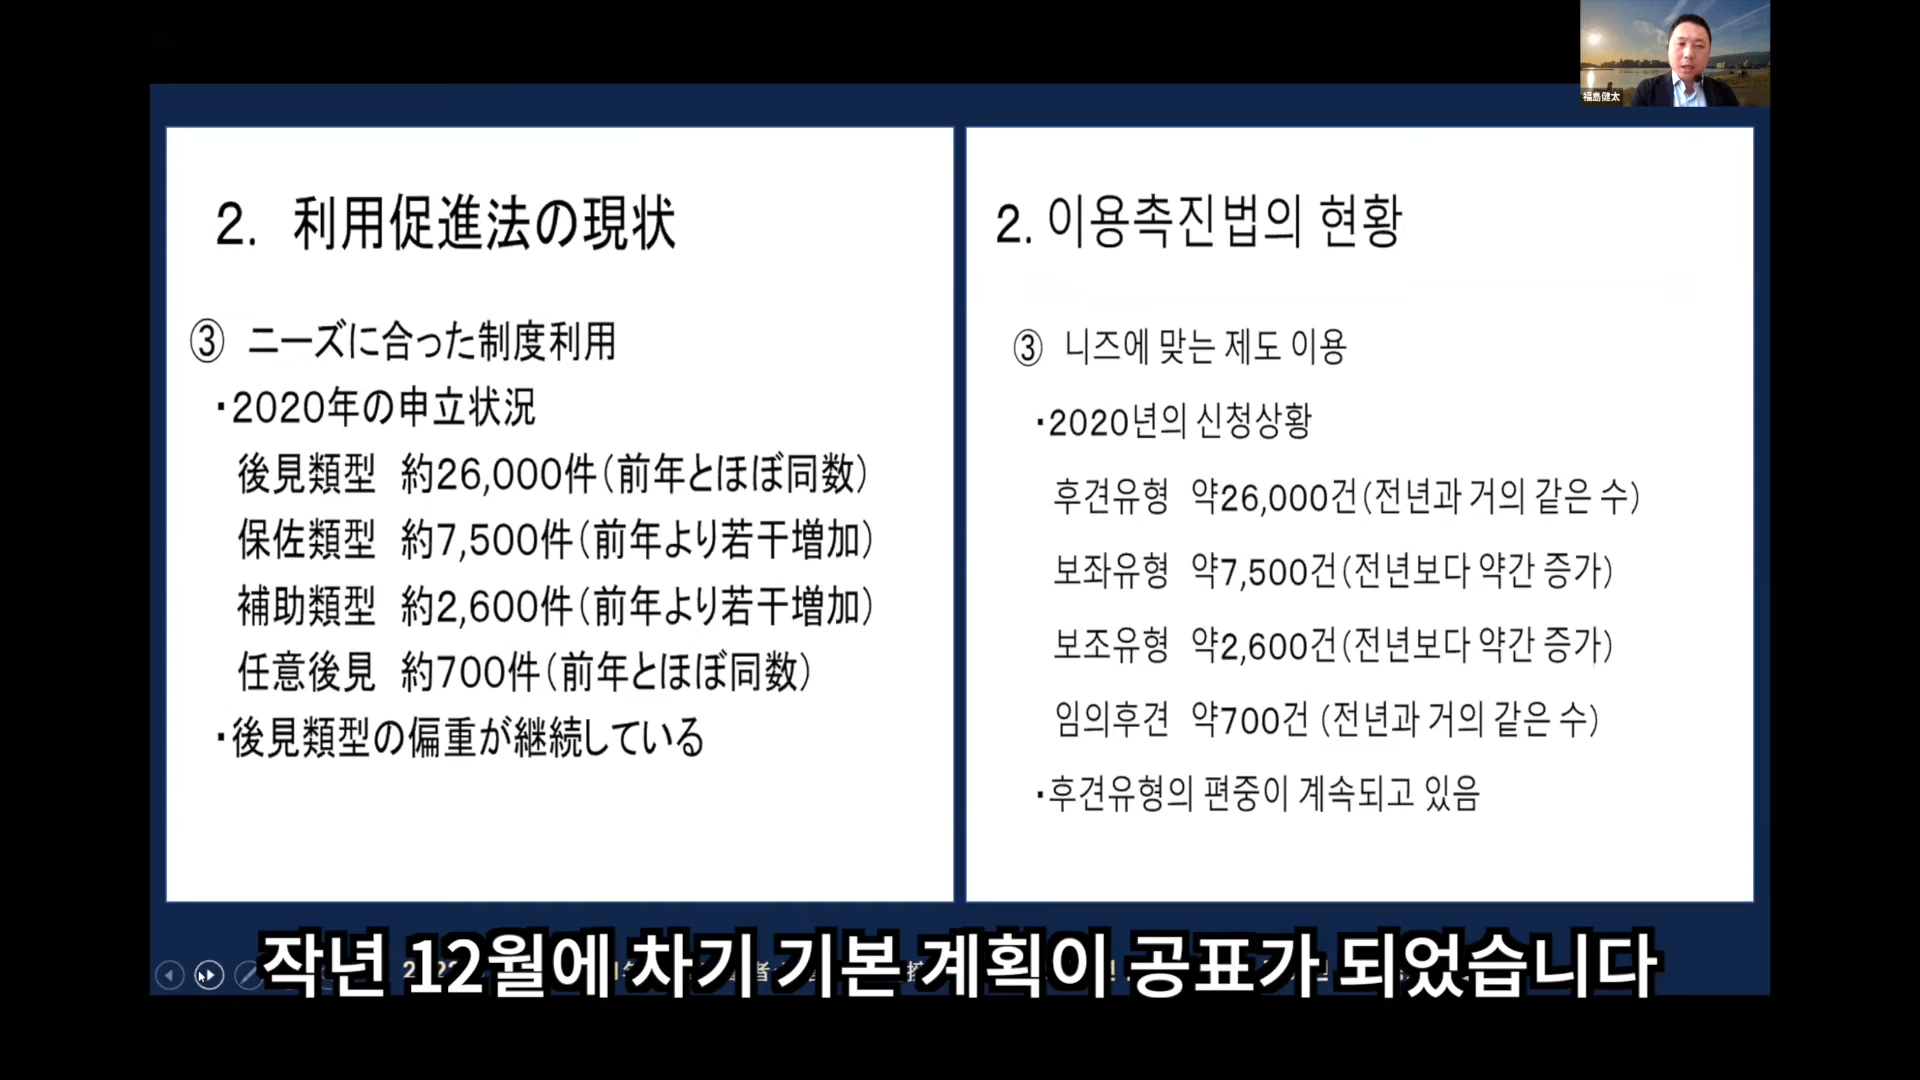 福島健太
2. 利用促進法の現状
③ ニーズに合った制度利用
・2020年の申立状況
後見類型 約26,000件(前年とほぼ同数)
保佐類型 約7,500件(前年より若干増加)
補助類型 約2,600件(前年より若干増加)
任意後見 約700件(前年とほぼ同数)
・後見類型の偏重が継続している
2. 이용촉진법의 현황
③ 니즈에 맞는 제도 이용
・2020년의 신청상황
후견유형 약26,000건(전년과 거의 같은 수)
보좌유형 약7,500건(전년보다 약간 증가)
보조유형 약2,600건(전년보다 약간 증가)
임의후견 약700건 (전년과 거의 같은 수)
・후견유형의 편중이 계속되고 있음
작년 12월에 차기 기본 계획이 공표가 되었습니다